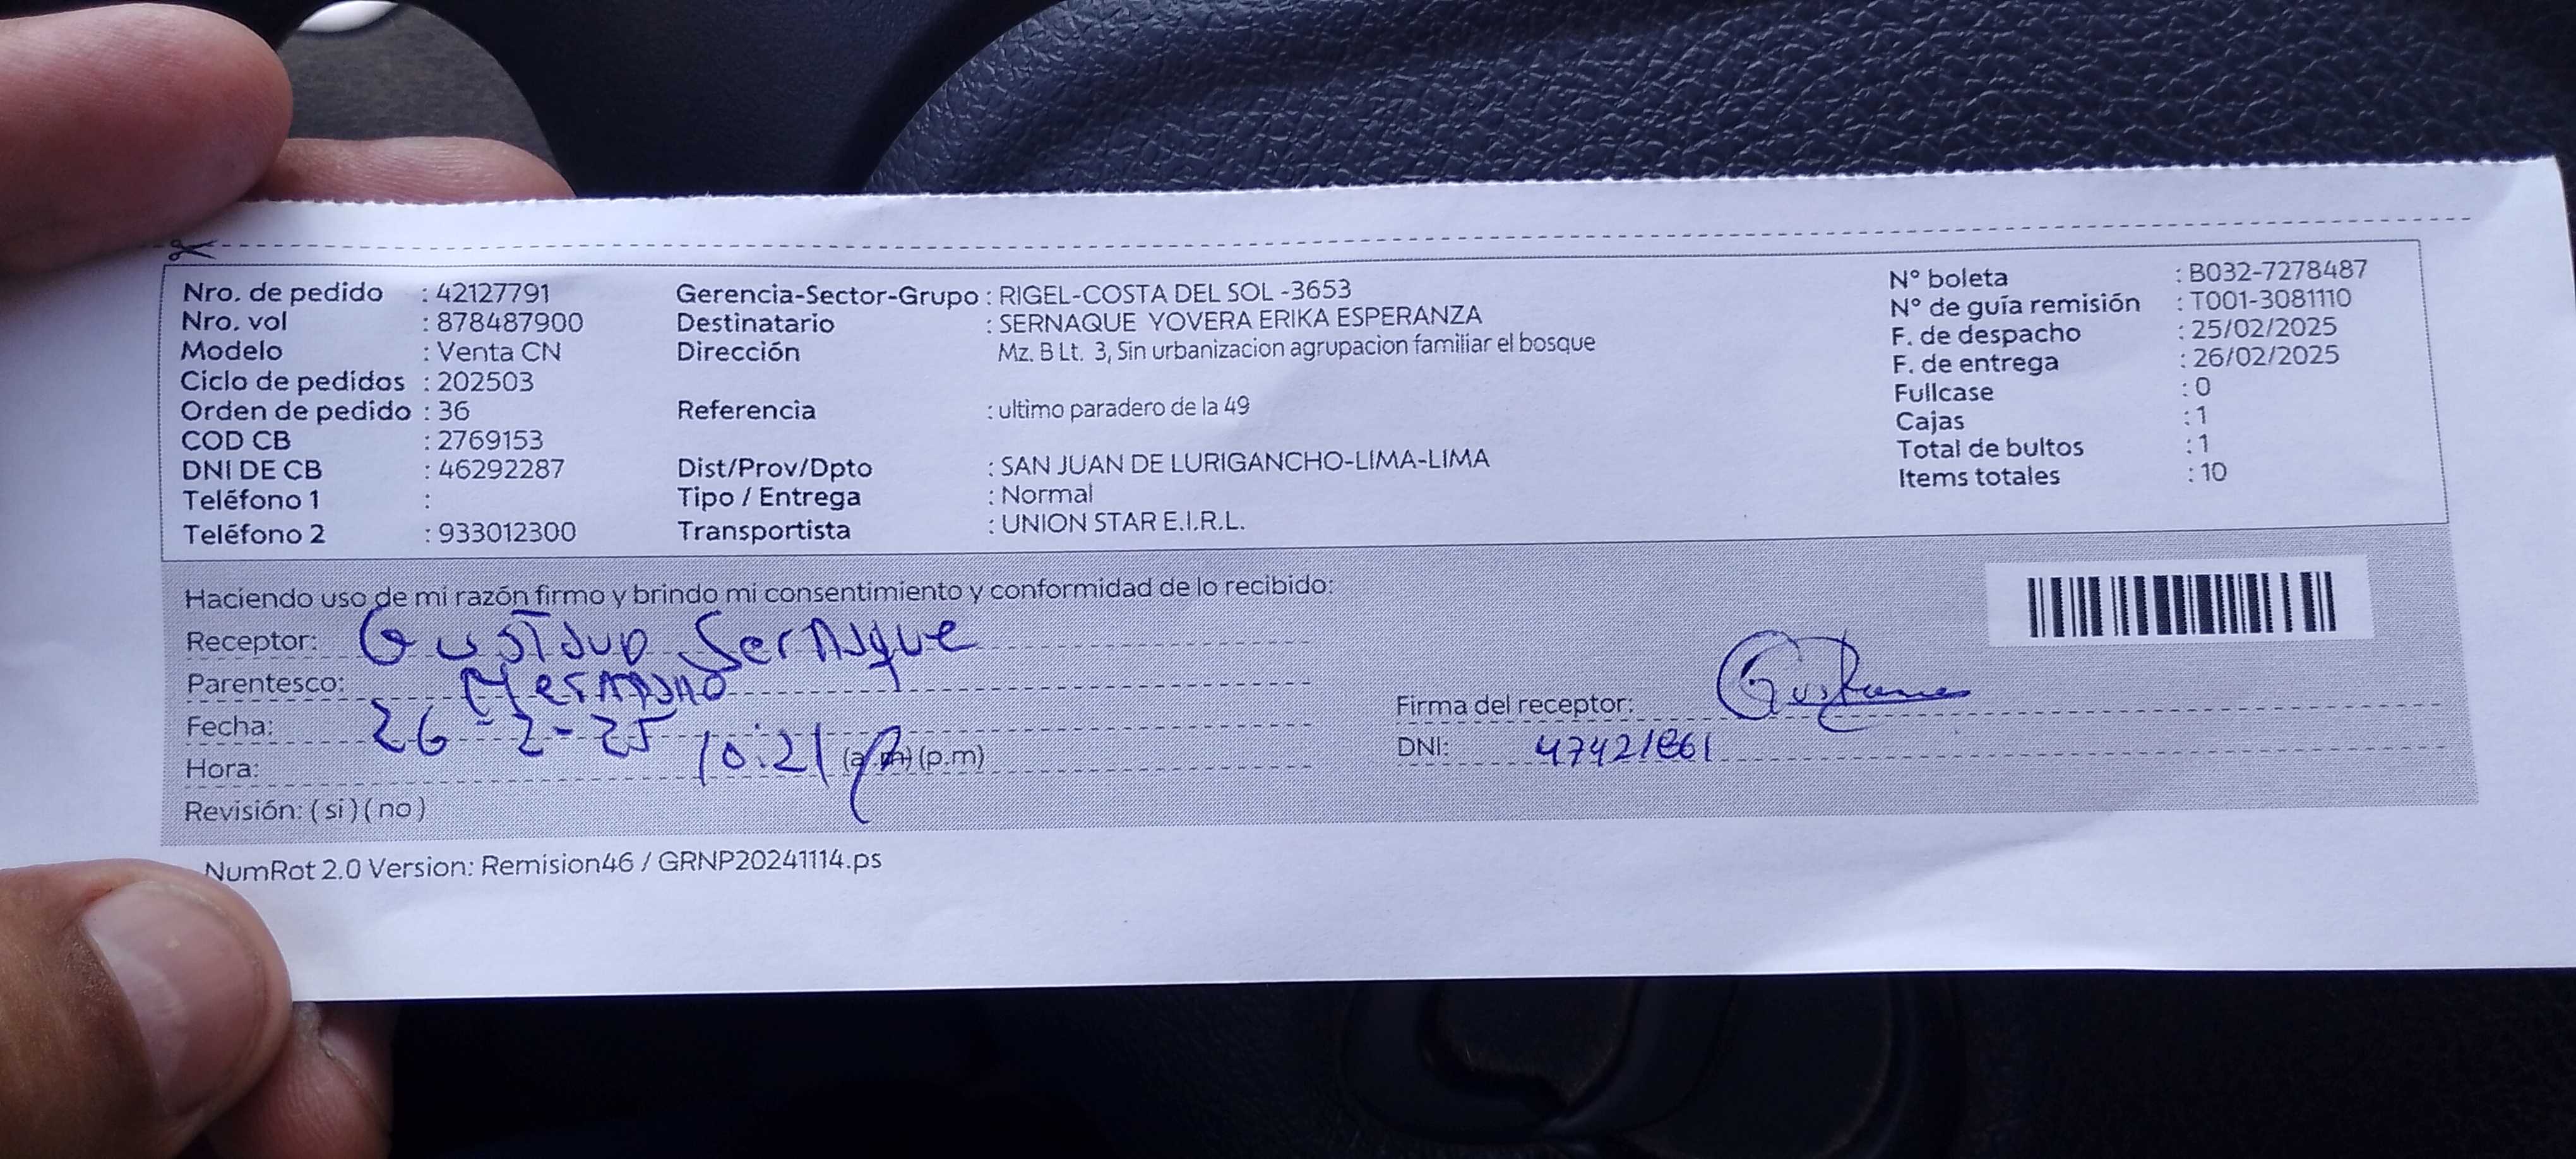 Nro. de pedido : 42127791
Nro. vol : 878487900
Modelo : Venta CN
Ciclo de pedidos : 202503
Orden de pedido : 36
COD CB : 2769153
DNI DE CB : 46292287
Teléfono 1 :
Teléfono 2 : 933012300
Gerencia-Sector-Grupo : RIGEL-COSTA DEL SOL -3653
Destinatario : SERNAQUE YOVERA ERIKA ESPERANZA
Dirección Mz. B Lt. 3, Sin urbanizacion agrupacion familiar el bosque
Referencia : ultimo paradero de la 49
Dist/Prov/Dpto : SAN JUAN DE LURIGANCHO-LIMA-LIMA
Tipo / Entrega : Normal
Transportista : UNION STAR E.I.R.L.
N° boleta : B032-7278487
N° de guía remisión : T001-3081110
F. de despacho : 25/02/2025
F. de entrega : 26/02/2025
Fullcase : 0
Cajas : 1
Total de bultos : 1
Items totales : 10
Haciendo uso de mi razón firmo y brindo mi consentimiento y conformidad de lo recibido:
Receptor: Gustavo Sernaque
Parentesco: Hermano
Fecha: 26-2-25
Hora: 10:21 (a.m) (p.m)
Revisión: ( si ) ( no )
Firma del receptor: Gustavo
DNI:
NumRot 2.0 Version: Remision46 / GRNP20241114.ps